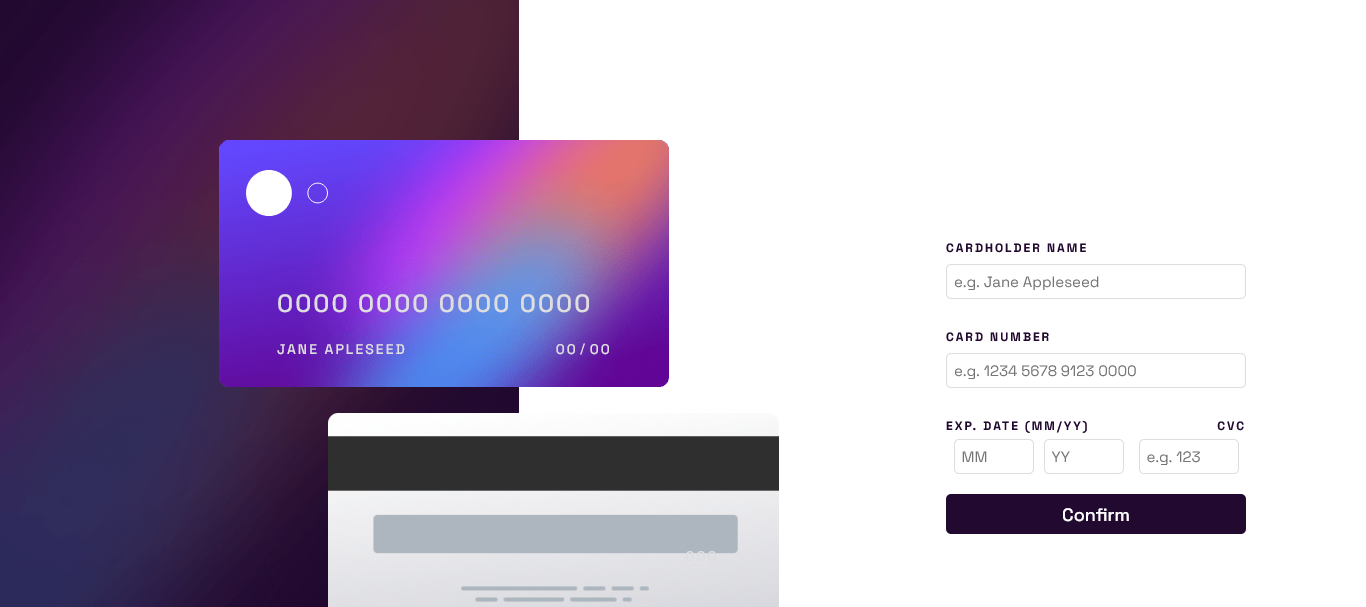 0000 0000 0000 0000
JANE APLESEED 00/00
000
CARDHOLDER NAME
e.g. Jane Appleseed
CARD NUMBER
e.g. 1234 5678 9123 0000
EXP. DATE (MM/YY) CVC
MM YY e.g. 123
Confirm